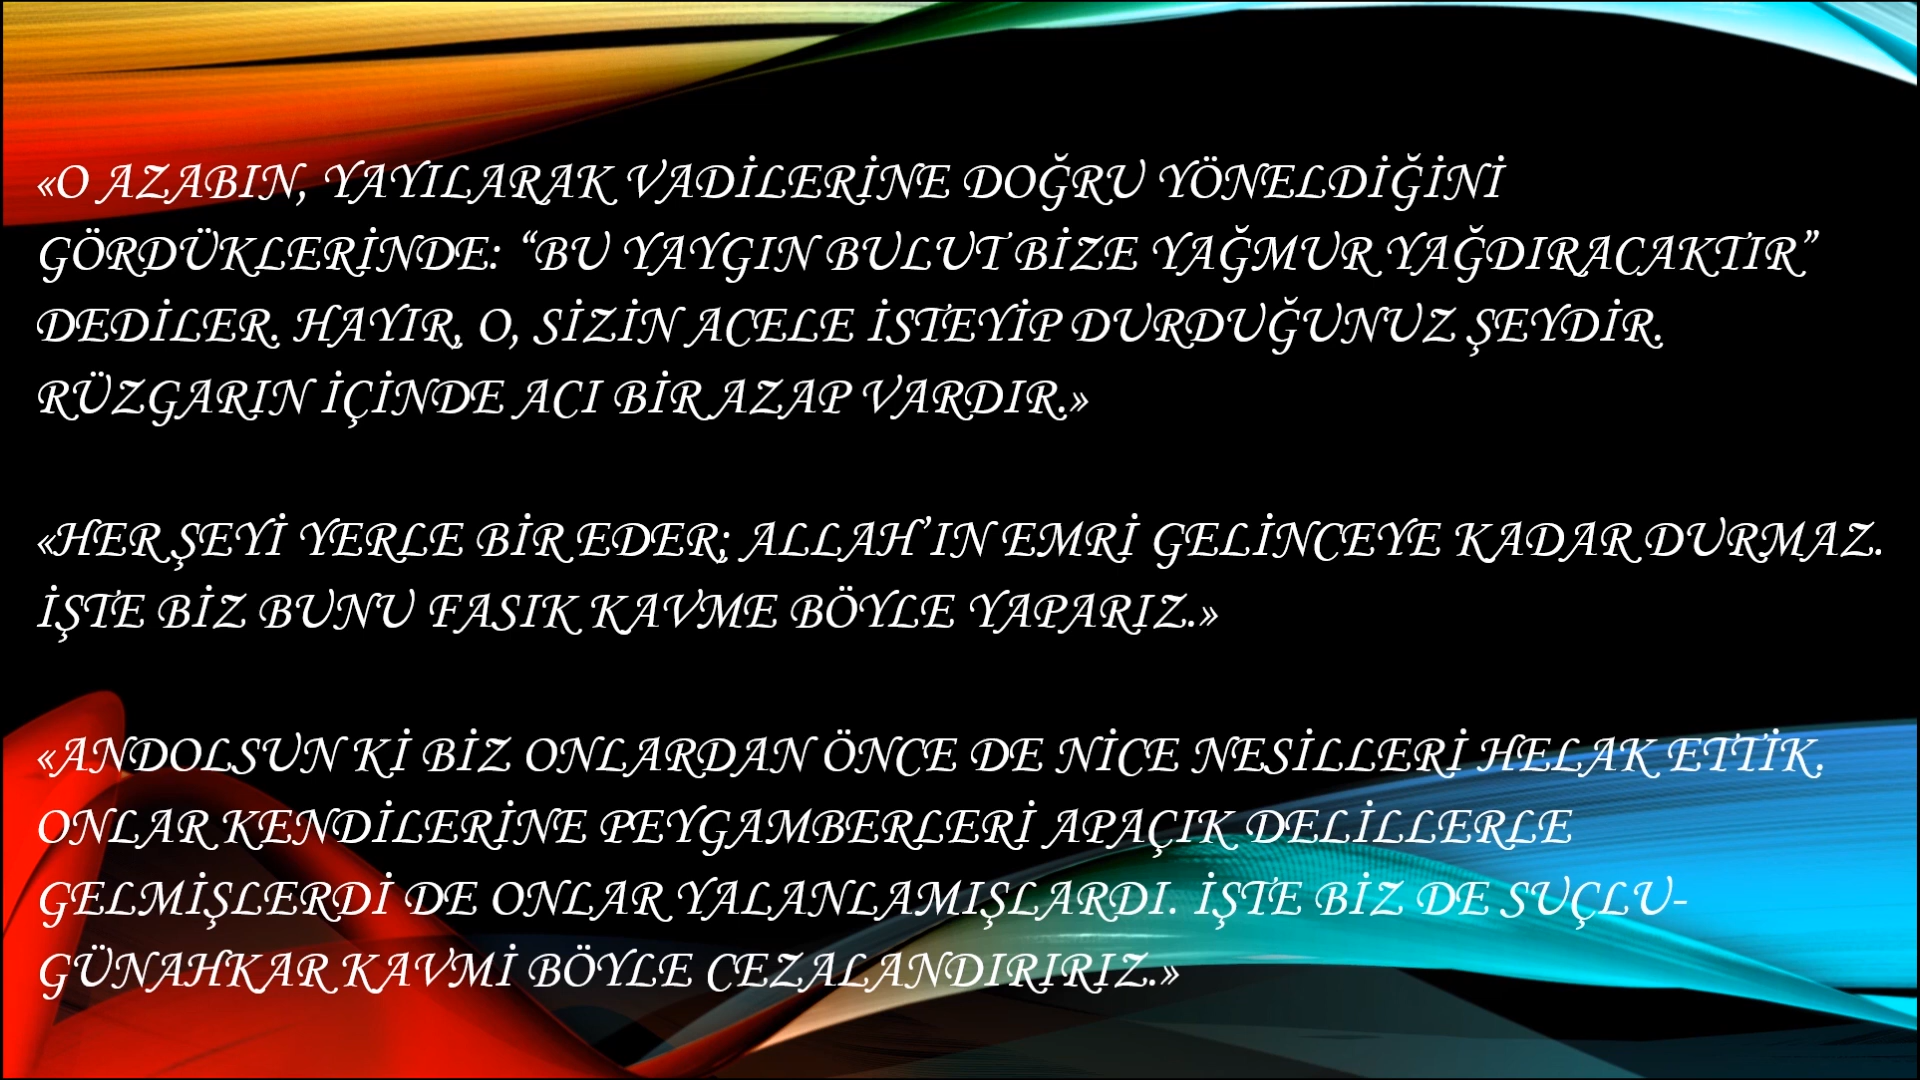 «O AZABIN, YAYILARAK VADİLERİNE DOĞRU YÖNELDİĞİNİ
GÖRDÜKLERİNDE: “BU YAYGIN BULUT BİZE YAĞMUR YAĞDIRACAKTIR”
DEDİLER. HAYIR, O, SİZİN ACELE İSTEYİP DURDUĞUNUZ ŞEYDİR.
RÜZGARIN İÇİNDE ACI BİR AZAP VARDIR.»
«HER ŞEYİ YERLE BİR EDER; ALLAH’IN EMRİ GELİNCEYE KADAR DURMAZ.
İŞTE BİZ BUNU FASIK KAVME BÖYLE YAPARIZ.»
«ANDOLSUN Kİ BİZ ONLARDAN ÖNCE DE NİCE NESİLLERİ HELAK ETTİK.
ONLAR KENDİLERİNE PEYGAMBERLERİ APAÇIK DELİLLERLE
GELMİŞLERDİ DE ONLAR YALANLAMIŞLARDI. İŞTE BİZ DE SUÇLU-
GÜNAHKAR KAVMİ BÖYLE CEZALANDIRIRIZ.»